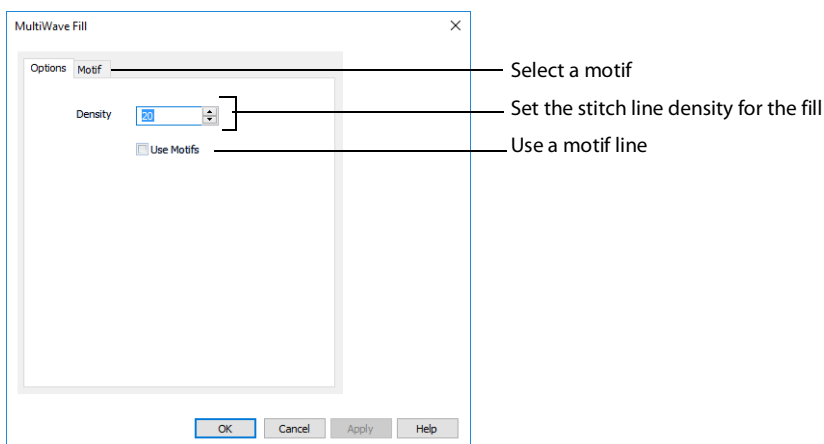 MultiWave Fill
Options Motif
Select a motif
Density 20
Set the stitch line density for the fill
Use Motifs
Use a motif line
OK Cancel Apply Help